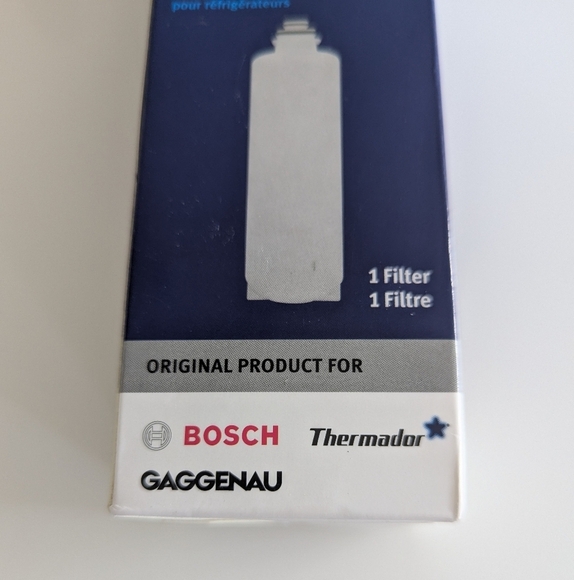 pour réfrigérateurs
1 Filter
1 Filtre
ORIGINAL PRODUCT FOR
BOSCH Thermador
GAGGENAU